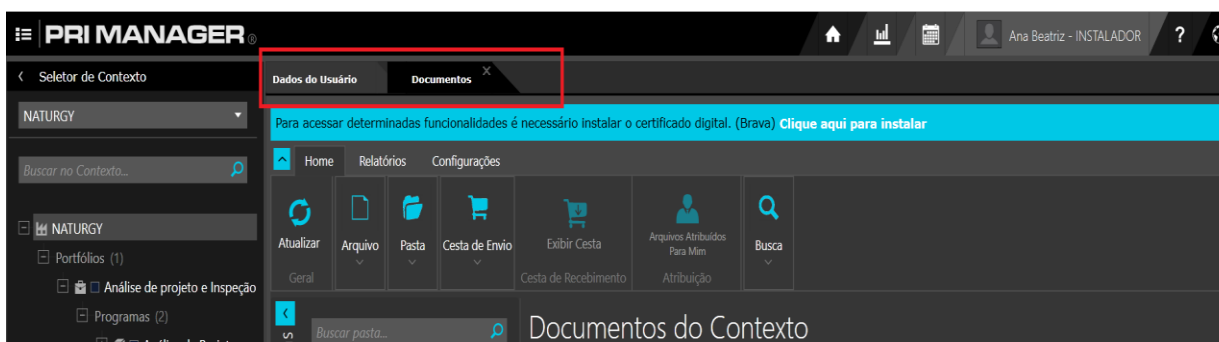 PRI MANAGER®
Ana Beatriz - INSTALADOR
?
Seletor de Contexto
Dados do Usuário
Documentos
X
NATURGY
Para acessar determinadas funcionalidades é necessário instalar o certificado digital. (Brava) Clique aqui para instalar
Buscar no Contexto...
Home
Relatórios
Configurações
NATURGY
Portfólios (1)
Análise de projeto e Inspeção
Programas (2)
Atualizar
Arquivo
Pasta
Cesta de Envio
Exibir Cesta
Arquivos Atribuídos
Para Mim
Busca
Geral
Cesta de Recebimento
Atribuição
Buscar pasta...
Documentos do Contexto